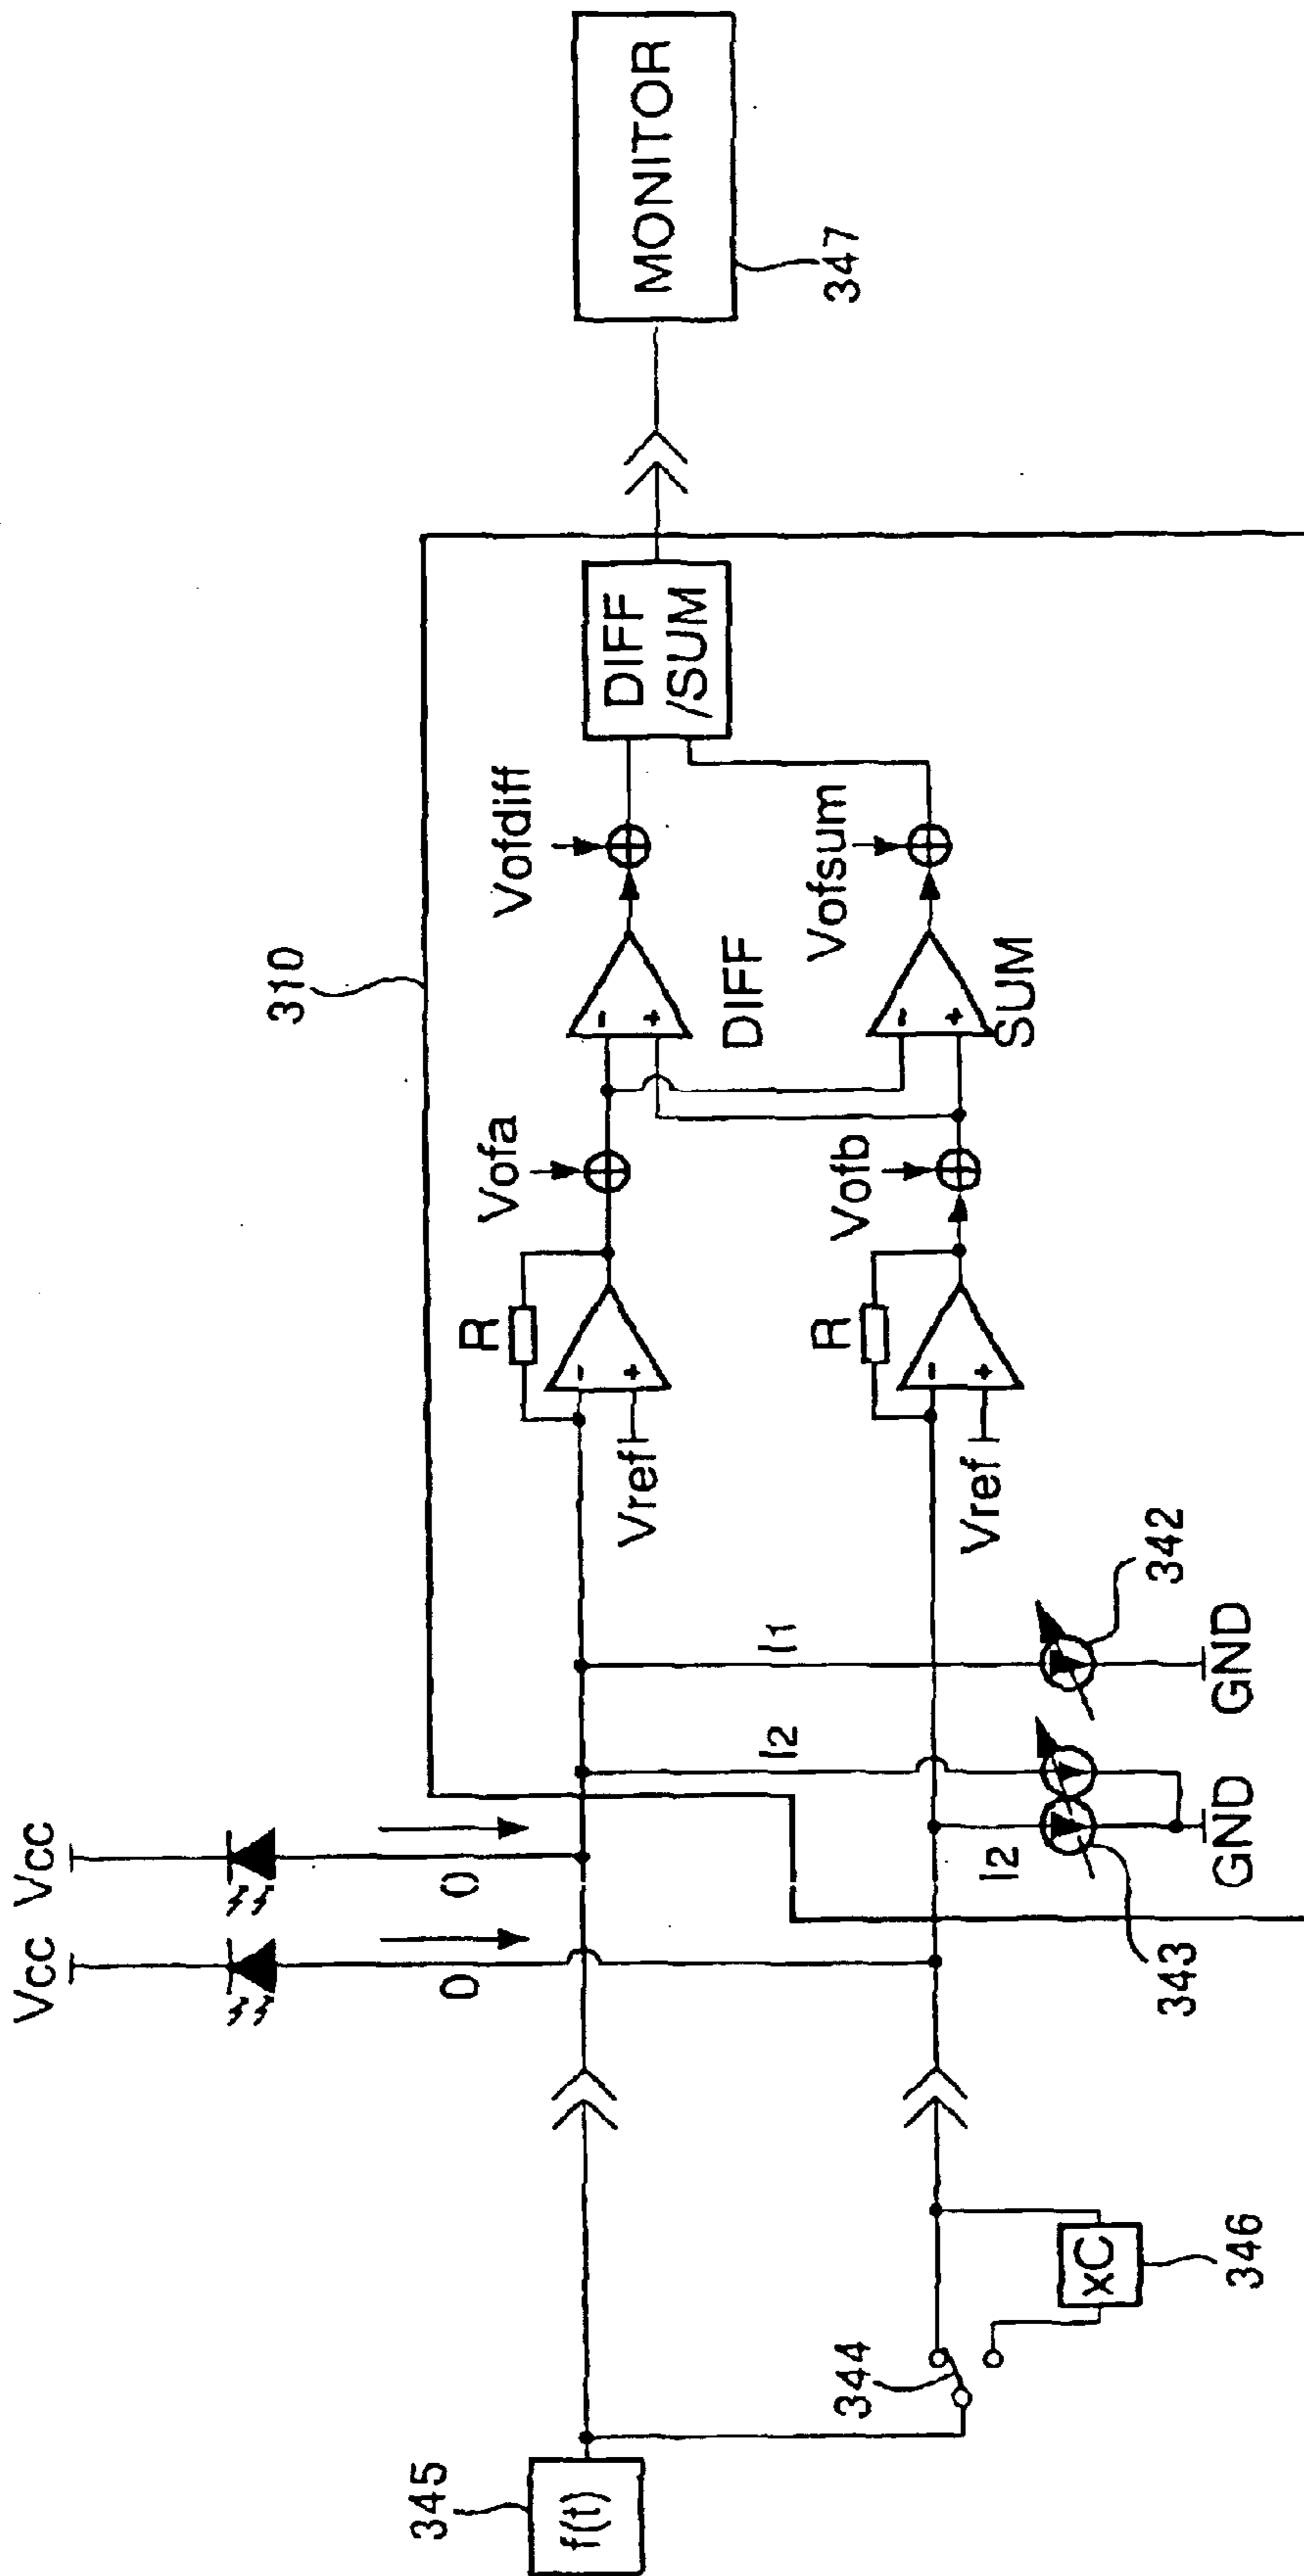 Vcc
Vcc
0
0
310
345
f(t)
344
xC
346
R
Vref
Vofa
Vofdiff
DIFF
DIFF
/SUM
MONITOR
347
I1
I2
I2
R
Vref
Vofb
Vofsum
SUM
343
342
GND
GND